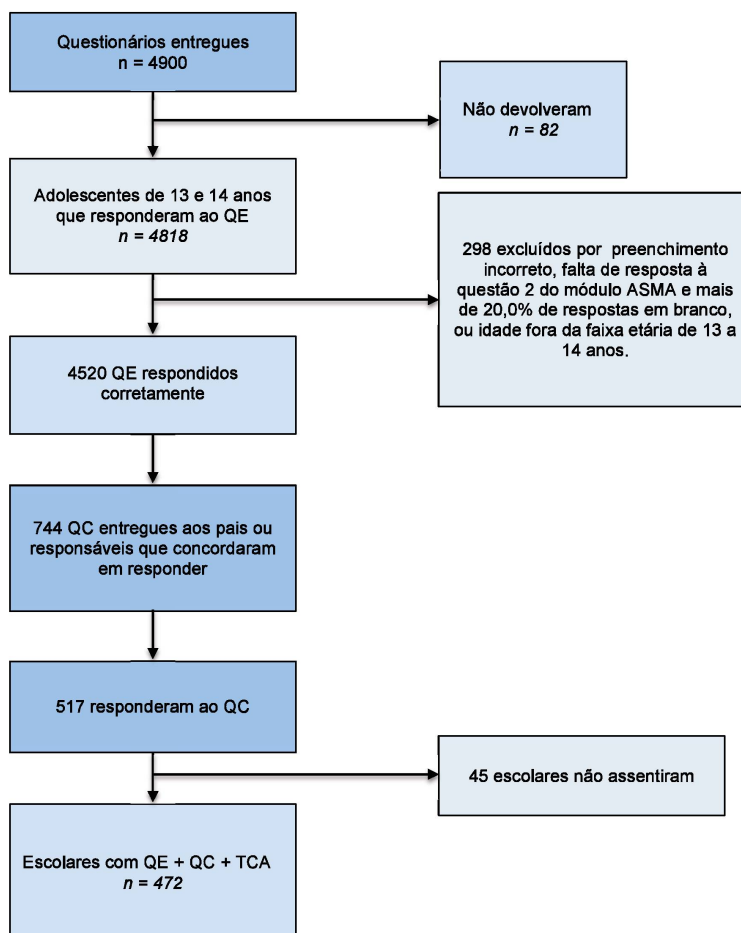 Questionários entregues
n = 4900
Não devolveram
n = 82
Adolescentes de 13 e 14 anos
que responderam ao QE
n = 4818
298 excluídos por preenchimento
incorreto, falta de resposta à
questão 2 do módulo ASMA e mais
de 20,0% de respostas em branco,
ou idade fora da faixa etária de 13 a
14 anos.
4520 QE respondidos
corretamente
744 QC entregues aos pais ou
responsáveis que concordaram
em responder
517 responderam ao QC
45 escolares não assentiram
Escolares com QE + QC + TCA
n = 472